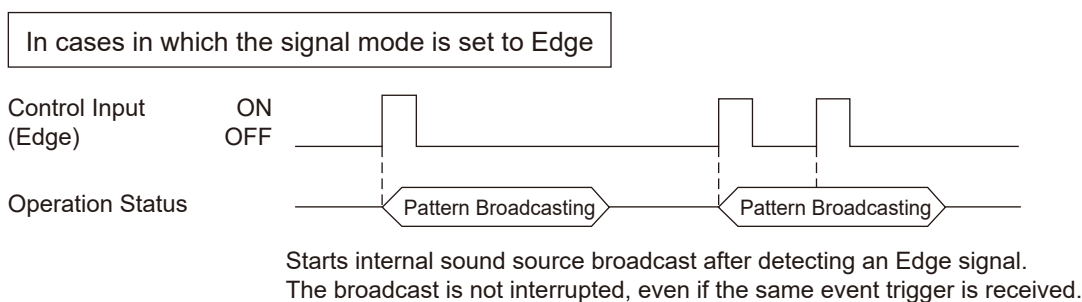 In cases in which the signal mode is set to Edge
Control Input ON
(Edge) OFF
Operation Status
Pattern Broadcasting
Pattern Broadcasting
Starts internal sound source broadcast after detecting an Edge signal.
The broadcast is not interrupted, even if the same event trigger is received.